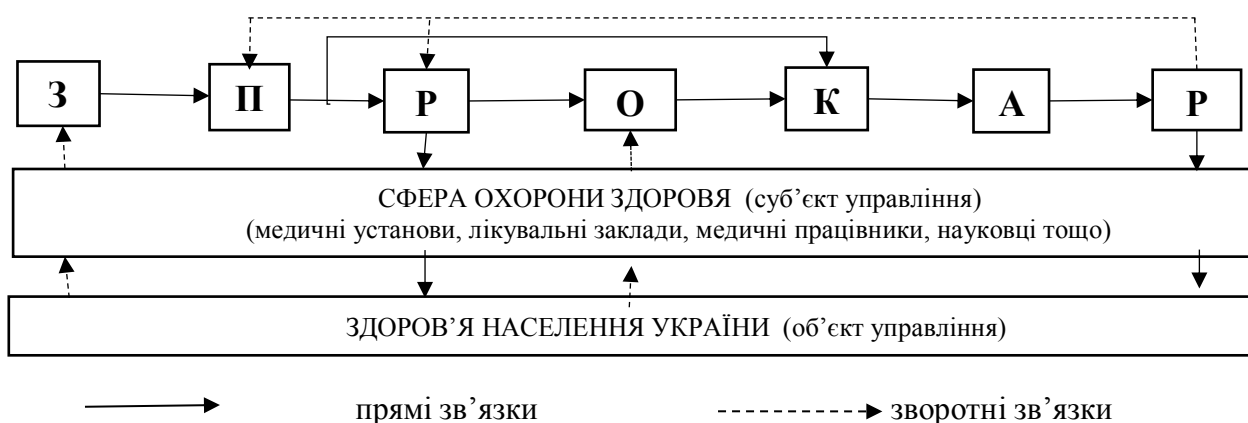 З П Р О К А Р
СФЕРА ОХОРОНИ ЗДОРОВЯ (суб’єкт управління)
(медичні установи, лікувальні заклади, медичні працівники, науковці тощо)
ЗДОРОВ’Я НАСЕЛЕННЯ УКРАЇНИ (об’єкт управління)
прямі зв’язки зворотні зв’язки